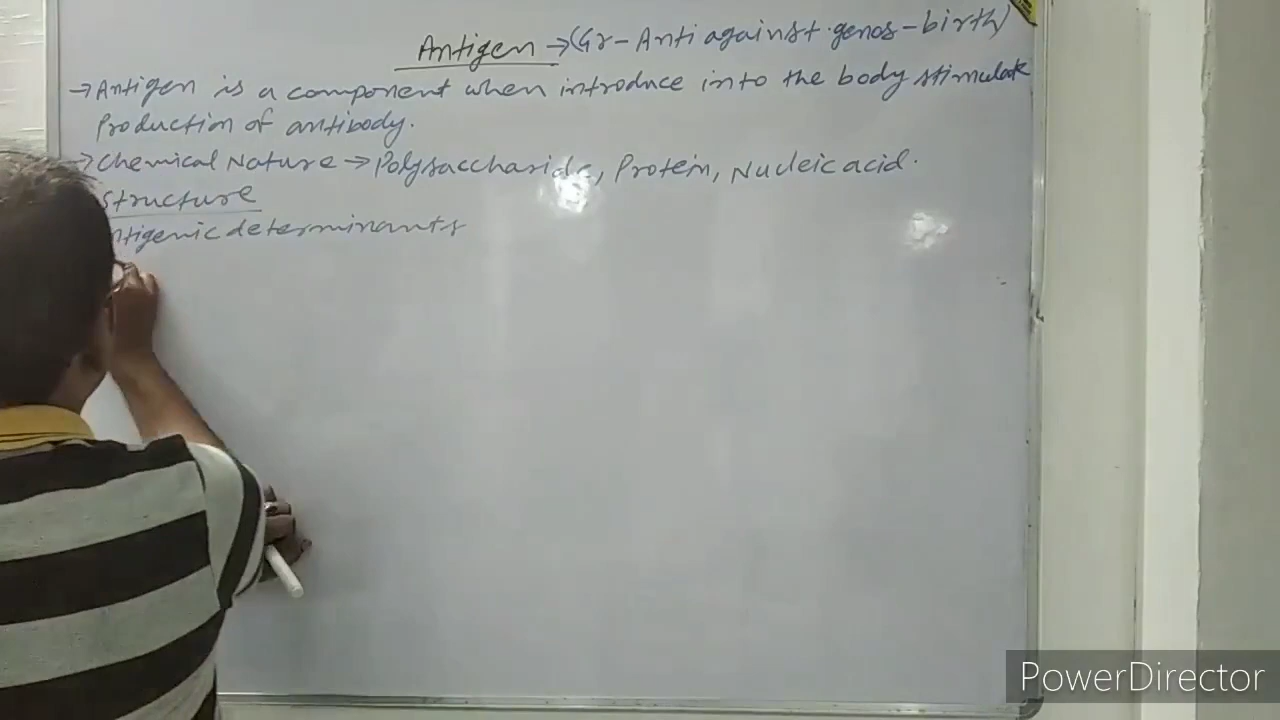 Antigen → (Gr - Anti against. genos - birth)
→ Antigen is a component when introduce into the body stimulate
Production of antibody.
→ Chemical Nature → Polysaccharide, Protein, Nucleic acid.
Structure
ntigenic determinants
PowerDirector